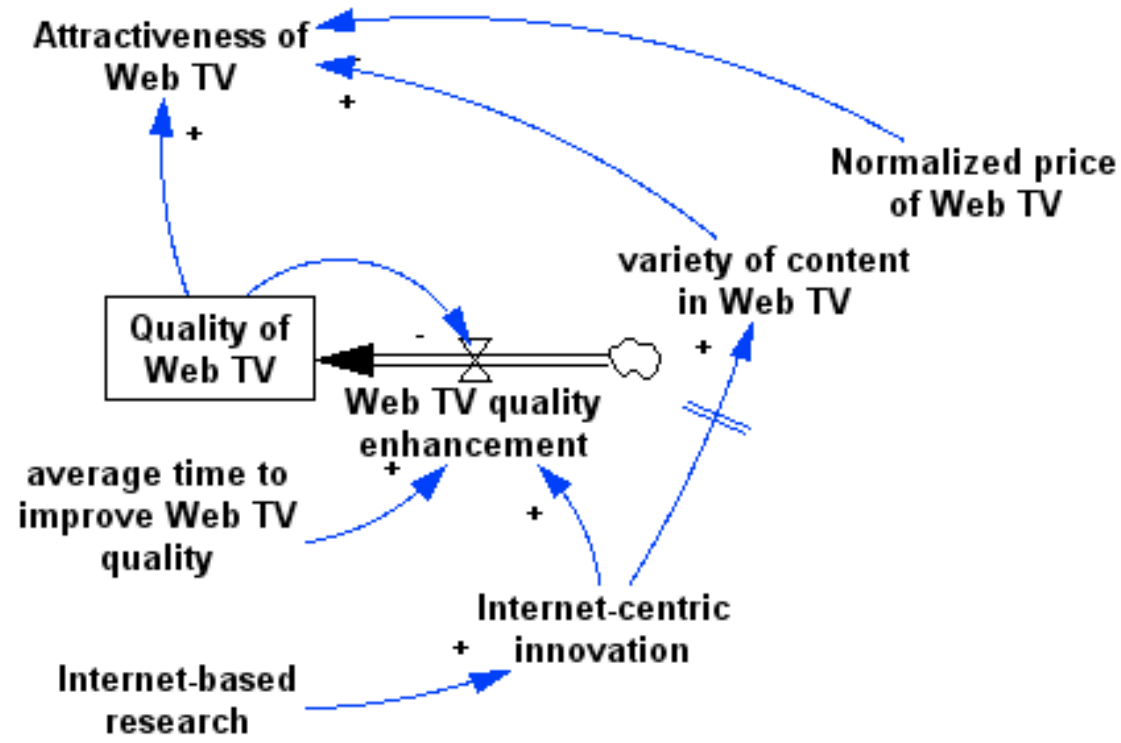 Attractiveness of
Web TV
-
+
+
Normalized price
of Web TV
variety of content
in Web TV
+
Quality of
Web TV
-
Web TV quality
enhancement
+
average time to
improve Web TV
quality
+
Internet-centric
innovation
+
Internet-based
research